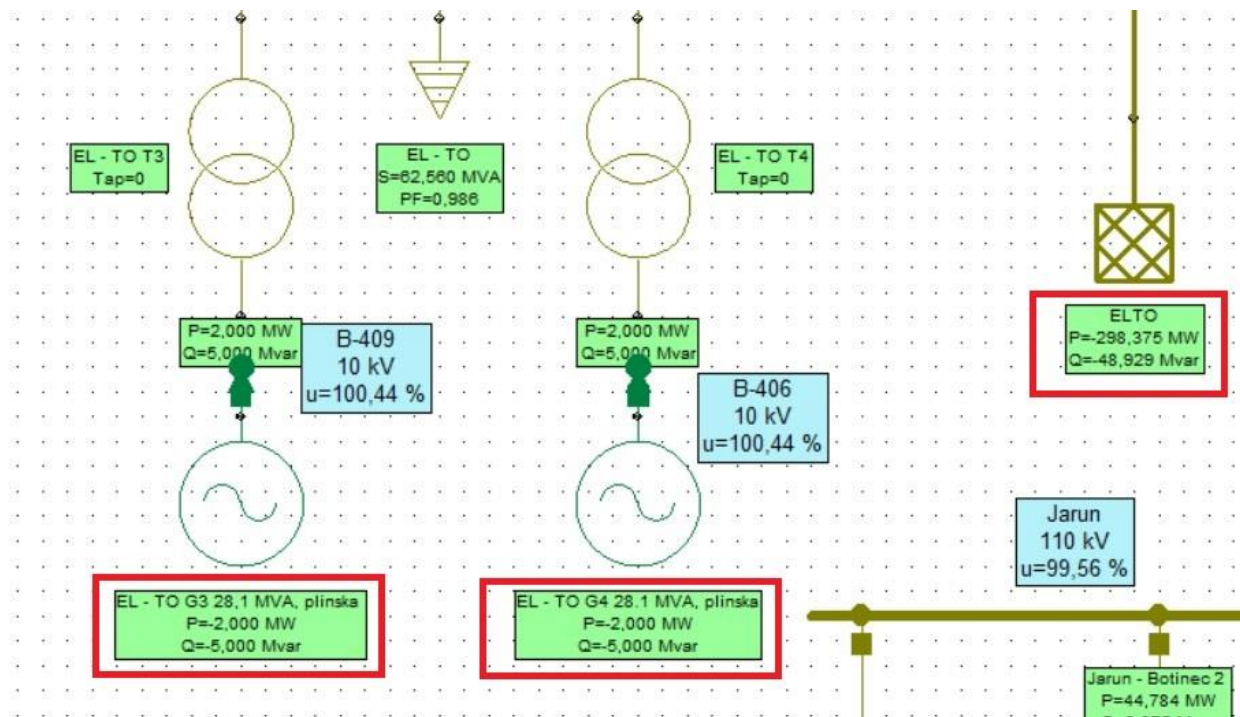 EL - TO T3
Tap=0
EL - TO
S=62,560 MVA
PF=0,986
EL - TO T4
Tap=0
P=2,000 MW
Q=5,000 Mvar
B-409
10 kV
u=100,44 %
P=2,000 MW
Q=5,000 Mvar
B-406
10 kV
u=100,44 %
ELTO
P=-298,375 MW
Q=-48,929 Mvar
Jarun
110 kV
u=99,56 %
EL - TO G3 28,1 MVA, plinska
P=-2,000 MW
Q=-5,000 Mvar
EL - TO G4 28.1 MVA, plinska
P=-2,000 MW
Q=-5,000 Mvar
Jarun - Botinec 2
P=44,784 MW